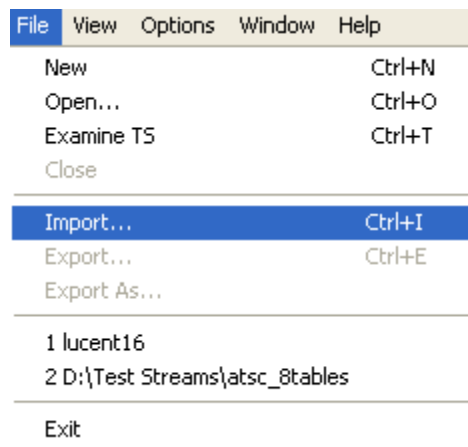 File View Options Window Help
New Ctrl+N
Open... Ctrl+O
Examine TS Ctrl+T
Close
Import... Ctrl+I
Export... Ctrl+E
Export As...
1 lucent16
2 D:\Test Streams\atsc_8tables
Exit